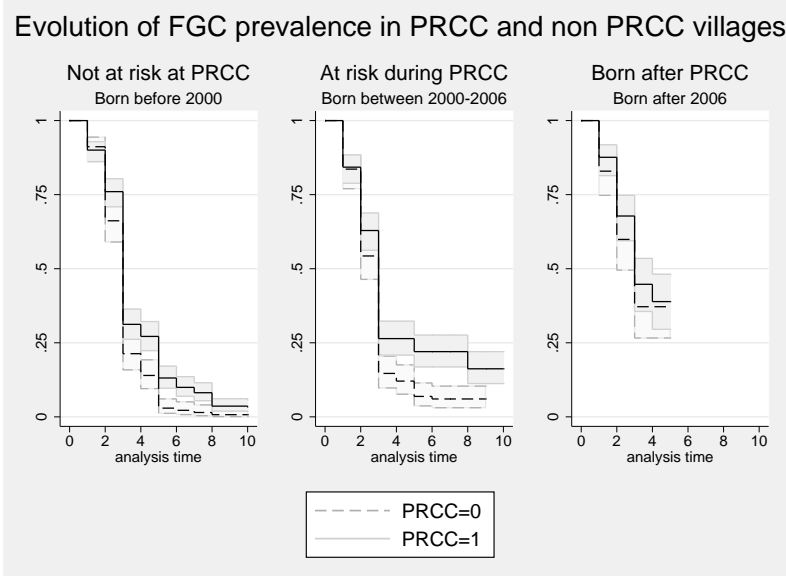 Evolution of FGC prevalence in PRCC and non PRCC villages
Not at risk at PRCC
Born before 2000
1
.75
.5
.25
0
0 2 4 6 8 10
analysis time
At risk during PRCC
Born between 2000-2006
1
.75
.5
.25
0
0 2 4 6 8 10
analysis time
Born after PRCC
Born after 2006
1
.75
.5
.25
0
0 2 4 6 8 10
analysis time
PRCC=0
PRCC=1